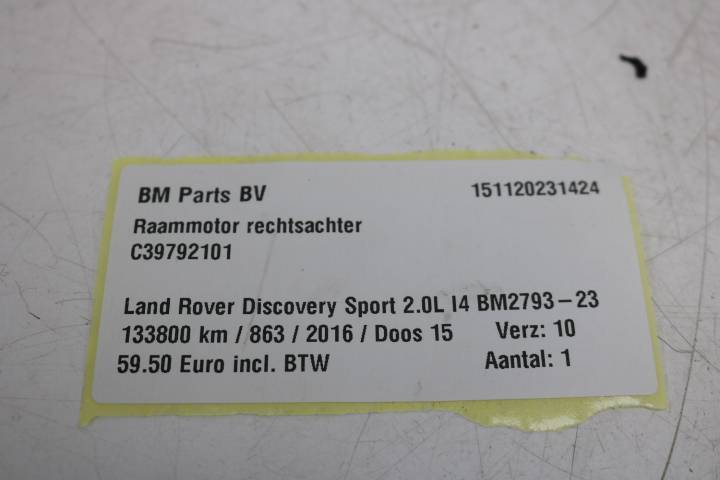 BM Parts BV 151120231424
Raammotor rechtsachter
C39792101
Land Rover Discovery Sport 2.0L I4 BM2793-23
133800 km / 863 / 2016 / Doos 15 Verz: 10
59.50 Euro incl. BTW Aantal: 1